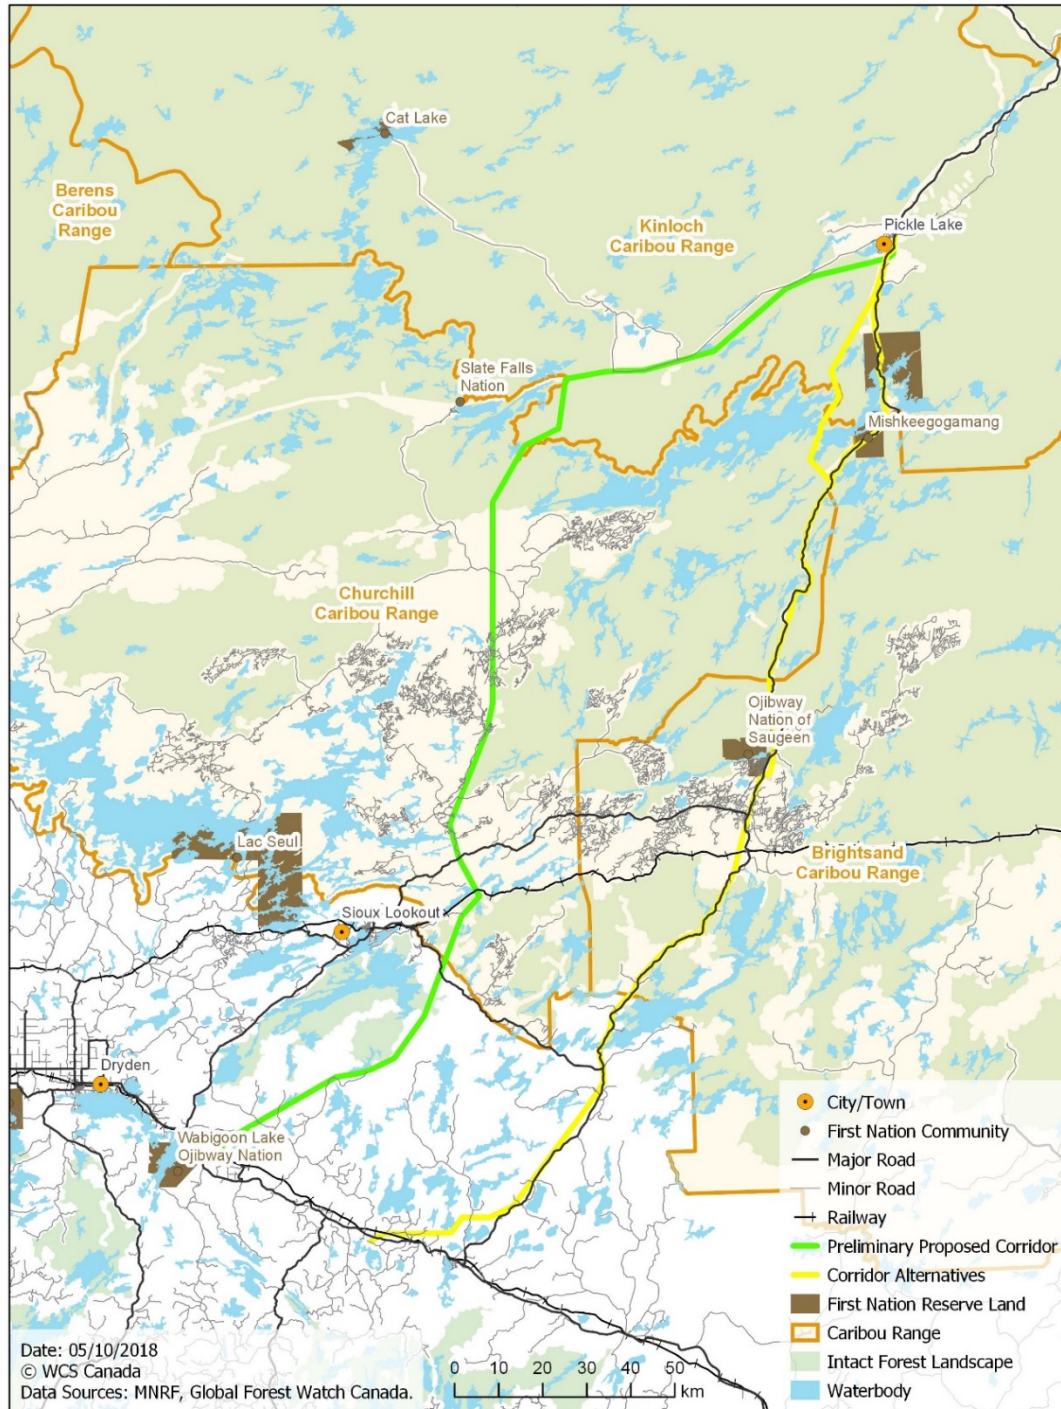 Cat Lake
Berens
Caribou
Range
Kinloch
Caribou Range
Pickle Lake
Slate Falls
Nation
Mishkeegogamang
Churchill
Caribou Range
Ojibway
Nation of
Saugeen
Lac Seul
Brightsand
Caribou Range
Sioux Lookout
Dryden
Wabigoon Lake
Ojibway Nation
City/Town
First Nation Community
Major Road
Minor Road
Railway
Preliminary Proposed Corridor
Corridor Alternatives
First Nation Reserve Land
Caribou Range
Intact Forest Landscape
Waterbody
Date: 05/10/2018
© WCS Canada
Data Sources: MNRF, Global Forest Watch Canada.
0 10 20 30 40 50
km